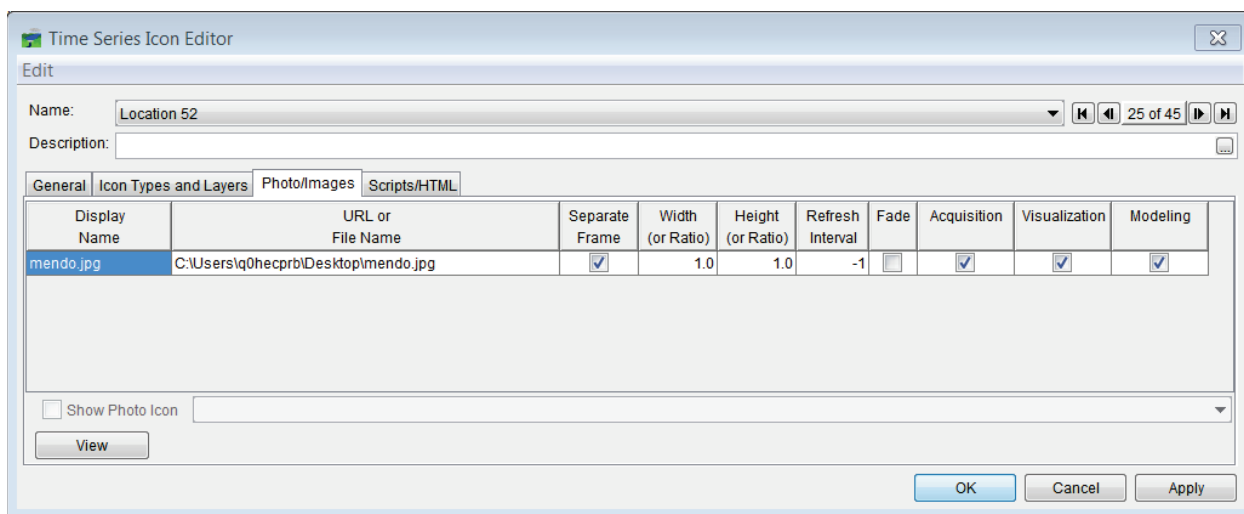 Time Series Icon Editor
Edit
Name: Location 52 25 of 45
Description: ...
General Icon Types and Layers Photo/Images Scripts/HTML
Display Name URL or File Name Separate Frame Width (or Ratio) Height (or Ratio) Refresh Interval Fade Acquisition Visualization Modeling
mendo.jpg C:\Users\q0hecprb\Desktop\mendo.jpg 1.0 1.0 -1
Show Photo Icon
View
OK Cancel Apply